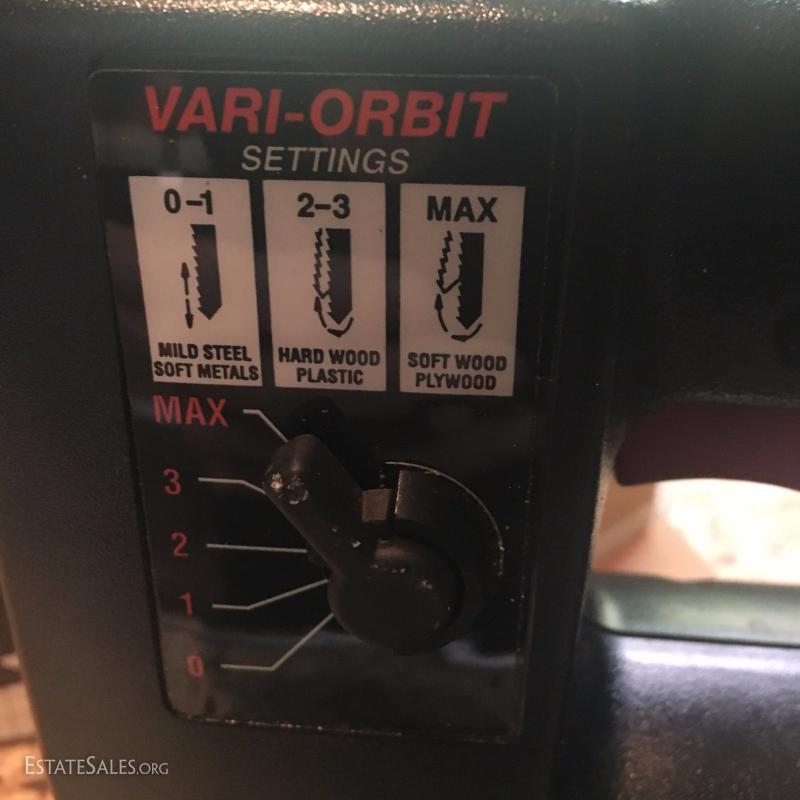 VARI-ORBIT
SETTINGS
0-1
MILD STEEL
SOFT METALS
2-3
HARD WOOD
PLASTIC
MAX
SOFT WOOD
PLYWOOD
MAX
3
2
1
0
ESTATESALES.ORG